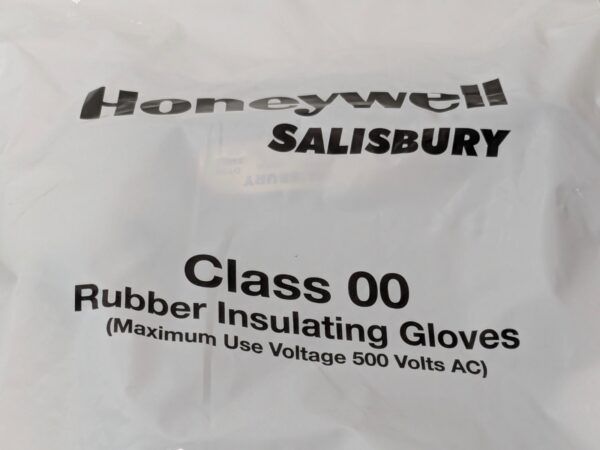 Honeywell
SALISBURY
Class 00
Rubber Insulating Gloves
(Maximum Use Voltage 500 Volts AC)